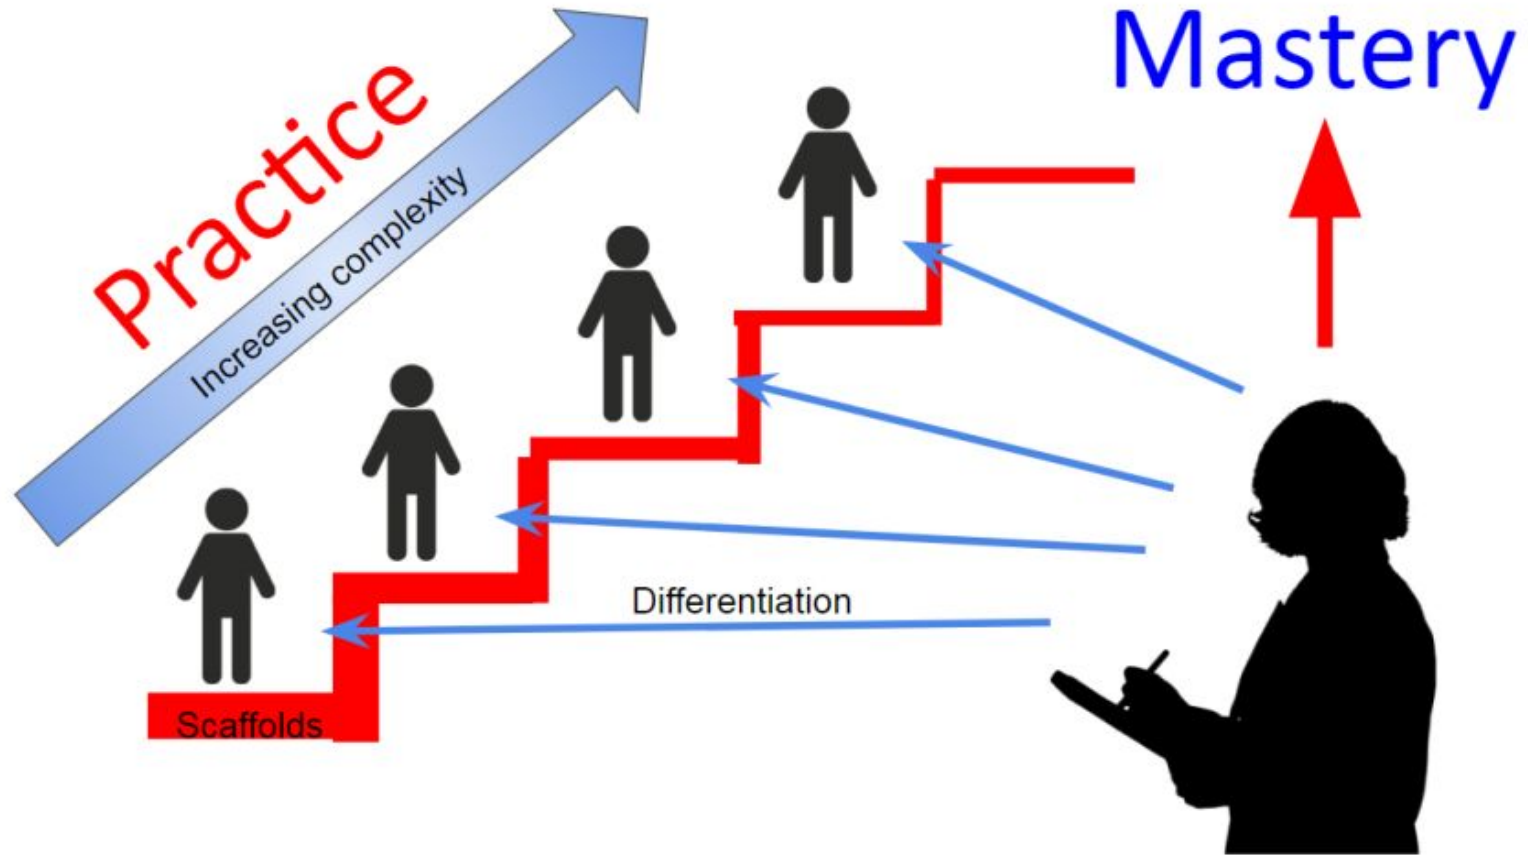 Mastery
Practice
Increasing complexity
Differentiation
Scaffolds